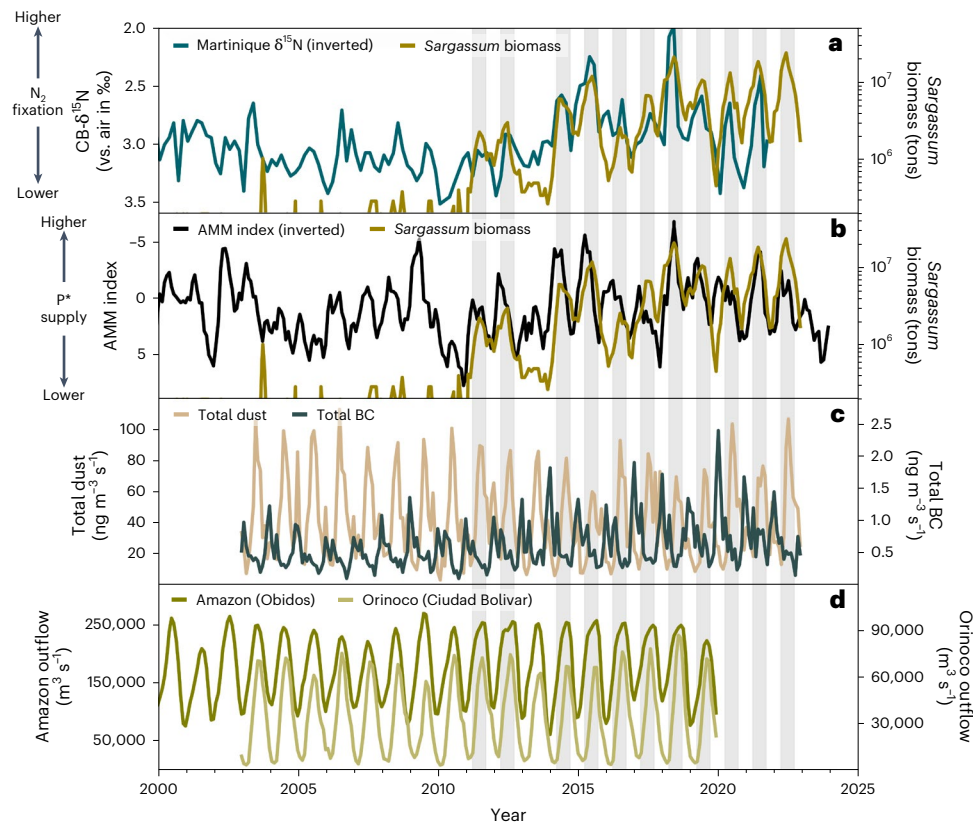 Higher
N₂
fixation
Lower
CB-δ¹⁵N
(vs. air in ‰)
2.0
2.5
3.0
3.5
Martinique δ¹⁵N (inverted)
Sargassum biomass
a
10⁷
10⁶
Sargassum
biomass (tons)
Higher
P*
supply
Lower
AMM index
−5
0
5
AMM index (inverted)
Sargassum biomass
b
10⁷
10⁶
Sargassum
biomass (tons)
Total dust
(ng m⁻³ s⁻¹)
100
80
60
40
20
Total dust
Total BC
c
2.5
2.0
1.5
1.0
0.5
Total BC
(ng m⁻³ s⁻¹)
Amazon outflow
(m³ s⁻¹)
250,000
150,000
50,000
Amazon (Obidos)
Orinoco (Ciudad Bolivar)
d
90,000
60,000
30,000
Orinoco outflow
(m³ s⁻¹)
2000
2005
2010
2015
2020
2025
Year